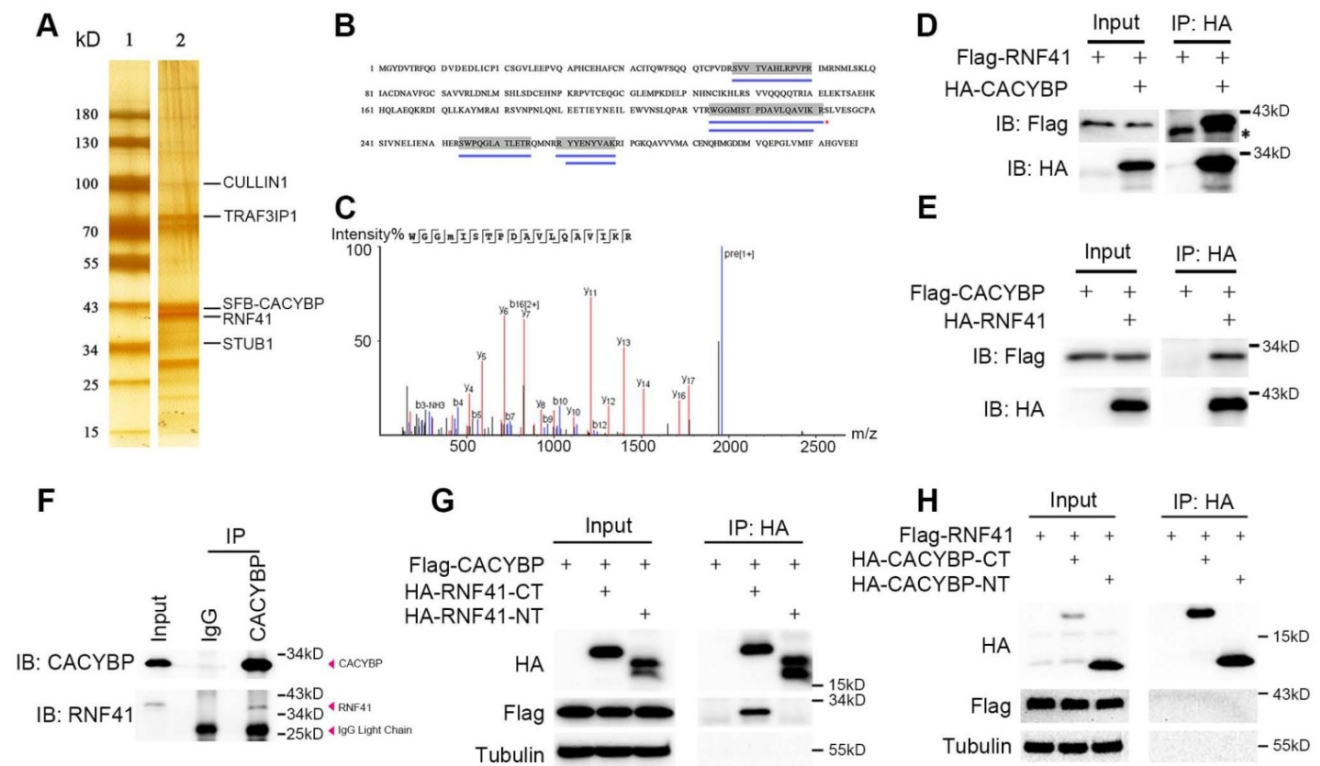 A
kD 1 2
180
130
100
70
55
43
34
25
15
CULLIN1
TRAF3IP1
SFB-CACYBP
RNF41
STUB1
B
1 MGYDVTRFQG DVDEDLICPI CSGVLEEPVQ APHCEHAFCN ACITQWFSQQ QTCPVDRSVV TVAHLRPVPR IMRNMLSKLQ
81 IACDNAVFGC SAVVRLDNLM SHLSDCEHNP KRPVTCEQGC GLEMPKDELP NHNCIKHLRS VVQQQQTRIA ELEKTSAEHK
161 HQLAEQKRDI QLLKAYMRAI RSVNPNLQNL EETIEYNEIL EWVNSLQPAR VTRWGGMIST PDAVLQAVIK RSLVESGCPA
241 SIVNELIENA HERSWPQGLA TLETRQMNRR YYENYVAKRI PGKQAVVVMA CENQHMGDDM VQEPGLVMIF AHGVEEI
C
Intensity% W G G m I S T P D A V L Q A V I K R
100
50
500 1000 1500 2000 2500 m/z
pre[1+]
b3-NH3
b4
y4
b5
y5
y6
b7
b16[2+]
y7
y8
b9
b10
y10
y11
b12
y12
y13
y14
y16
y17
D
Input IP: HA
Flag-RNF41 + + + +
HA-CACYBP + +
IB: Flag 43kD
*
IB: HA 34kD
E
Input IP: HA
Flag-CACYBP + + + +
HA-RNF41 + +
IB: Flag 34kD
IB: HA 43kD
F
IP
Input IgG CACYBP
IB: CACYBP 34kD CACYBP
IB: RNF41 43kD RNF41
34kD
25kD IgG Light Chain
G
Input IP: HA
Flag-CACYBP + + + + + +
HA-RNF41-CT + +
HA-RNF41-NT + +
HA 15kD
Flag 34kD
Tubulin 55kD
H
Input IP: HA
Flag-RNF41 + + + + + +
HA-CACYBP-CT + +
HA-CACYBP-NT + +
HA 15kD
Flag 43kD
Tubulin 55kD